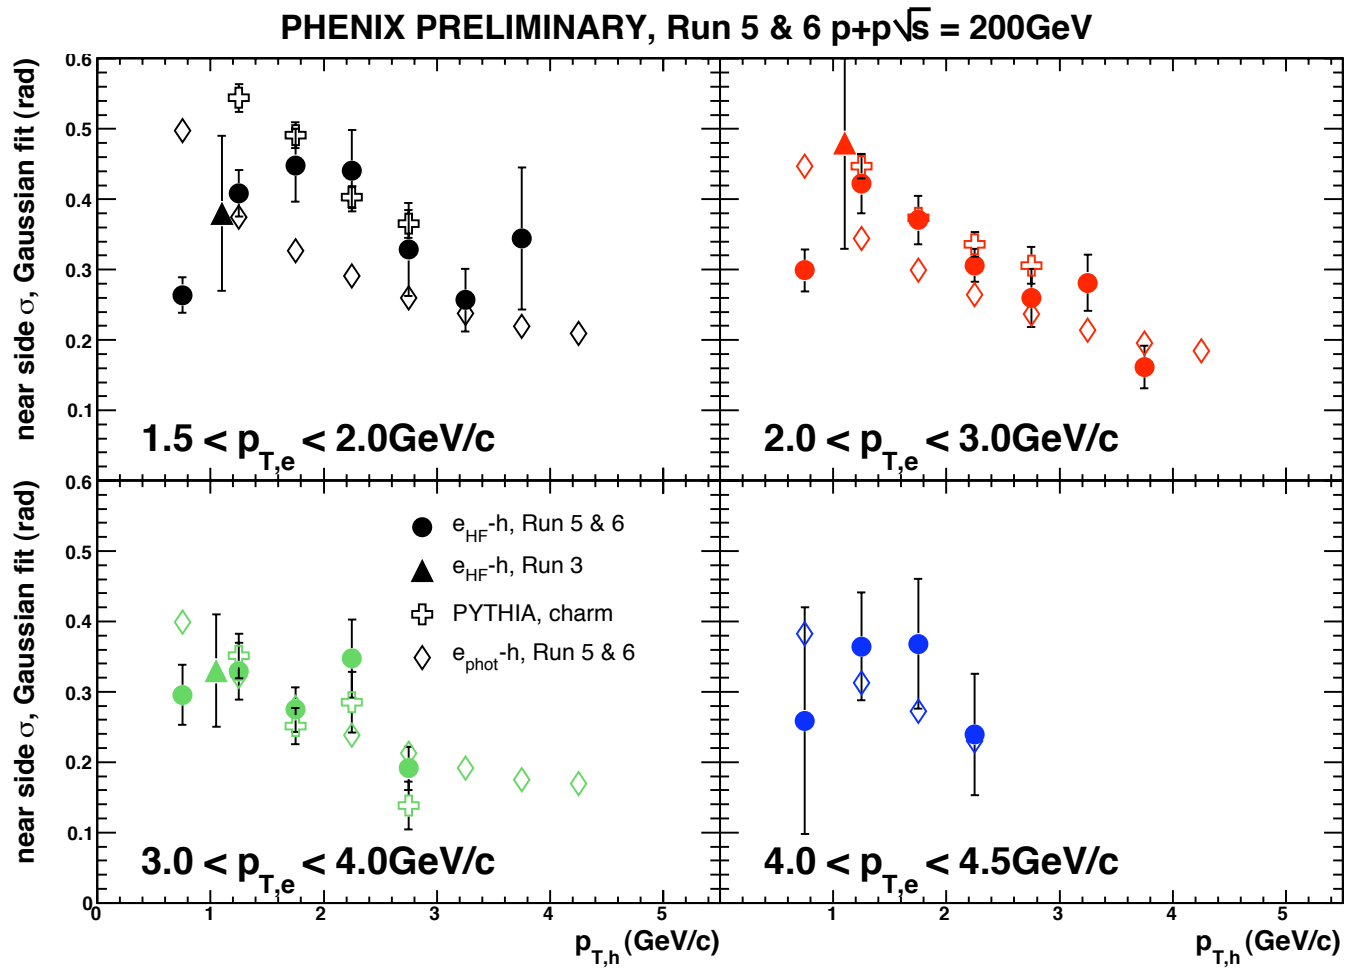 PHENIX PRELIMINARY, Run 5 & 6 p+p√s = 200GeV
near side σ, Gaussian fit (rad)
0.6
0.5
0.4
0.3
0.2
0.1
1.5 < pT,e < 2.0GeV/c
2.0 < pT,e < 3.0GeV/c
near side σ, Gaussian fit (rad)
0.6
0.5
0.4
0.3
0.2
0.1
0
eHF-h, Run 5 & 6
eHF-h, Run 3
PYTHIA, charm
ephot-h, Run 5 & 6
3.0 < pT,e < 4.0GeV/c
4.0 < pT,e < 4.5GeV/c
1 2 3 4 5
1 2 3 4 5
pT,h (GeV/c)
pT,h (GeV/c)